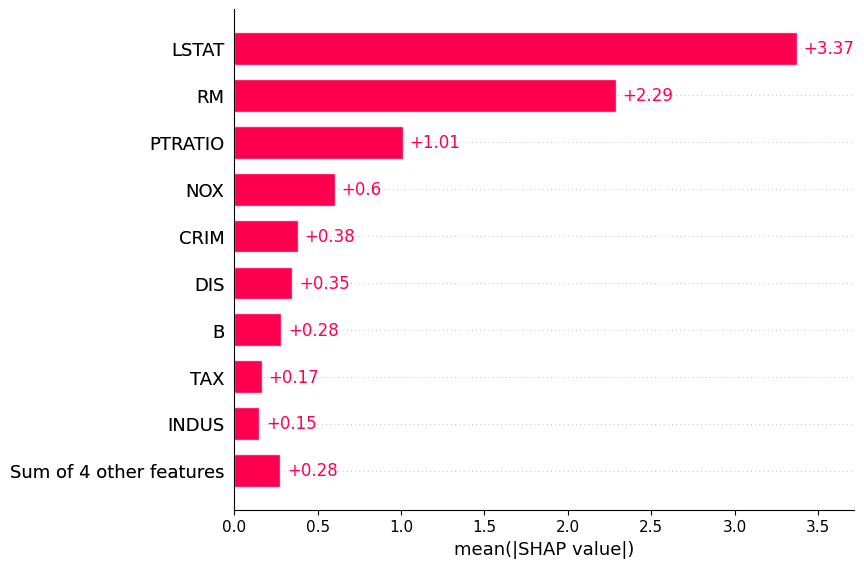 LSTAT +3.37
RM +2.29
PTRATIO +1.01
NOX +0.6
CRIM +0.38
DIS +0.35
B +0.28
TAX +0.17
INDUS +0.15
Sum of 4 other features +0.28
0.0 0.5 1.0 1.5 2.0 2.5 3.0 3.5
mean(|SHAP value|)